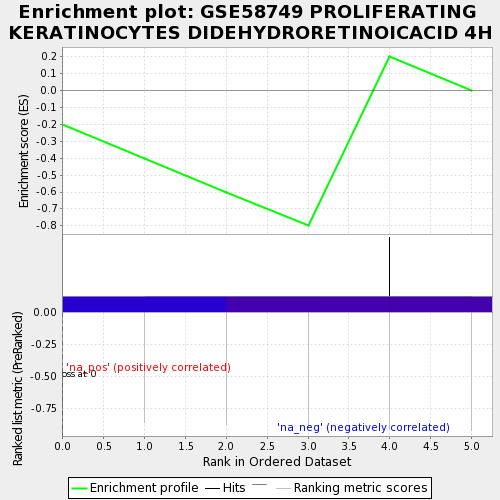 Enrichment plot: GSE58749 PROLIFERATING
KERATINOCYTES DIDEHYDRORETINOICACID 4H
Enrichment score (ES)
0.2
0.1
0.0
-0.1
-0.2
-0.3
-0.4
-0.5
-0.6
-0.7
-0.8
Ranked list metric (PreRanked)
0.00
-0.25
-0.50
-0.75
'na_pos' (positively correlated)
at 0
'na_neg' (negatively correlated)
0.0 0.5 1.0 1.5 2.0 2.5 3.0 3.5 4.0 4.5 5.0
Rank in Ordered Dataset
Enrichment profile Hits Ranking metric scores